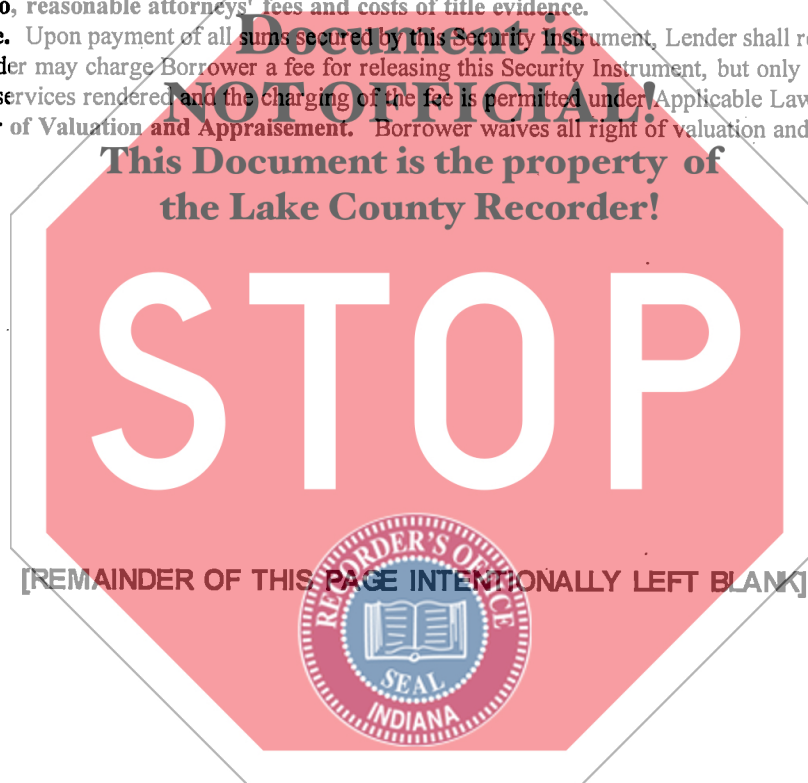 o, reasonable attorneys' fees and costs of title evidence.
e. Upon payment of all sums secured by this Security Instrument, Lender shall re
der may charge Borrower a fee for releasing this Security Instrument, but only
services rendered and the charging of the fee is permitted under Applicable Law
r of Valuation and Appraisement. Borrower waives all right of valuation and
Document is
NOT OFFICIAL!
This Document is the property of
the Lake County Recorder!
STOP
[REMAINDER OF THIS PAGE INTENTIONALLY LEFT BLANK]
RECORDER'S OFFICE
SEAL
INDIANA